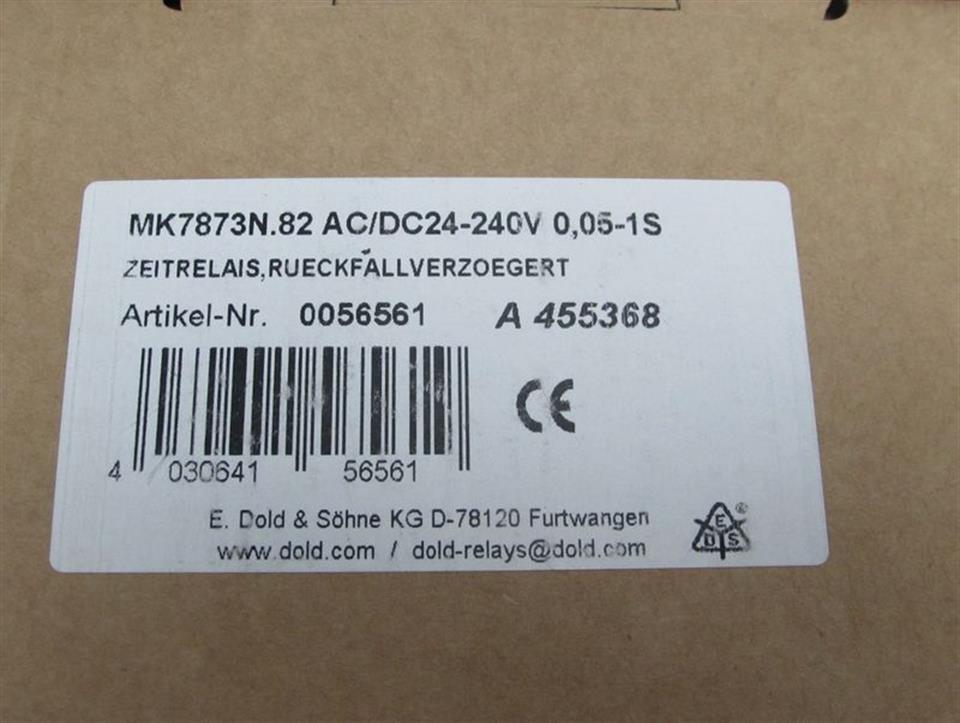 MK7873N.82 AC/DC24-240V 0,05-1S
ZEITRELAIS,RUECKFALLVERZOEGERT
Artikel-Nr. 0056561 A 455368
CE
4 030641 56561
E. Dold & Söhne KG D-78120 Furtwangen
www.dold.com / dold-relays@dold.com
E
D S
®